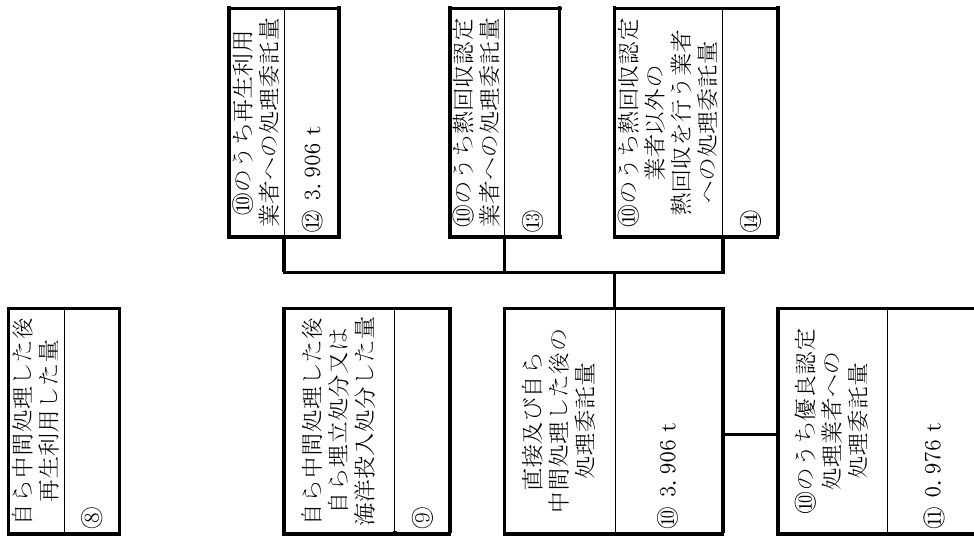 自ら中間処理した後
再生利用した量
⑧
自ら中間処理した後
自ら埋立処分又は
海洋投入処分した量
⑨
直接及び自ら
中間処理した後の
処理委託量
⑩ 3.906 t
⑩のうち優良認定
処理業者への
処理委託量
⑪ 0.976 t
⑩のうち再生利用
業者への処理委託量
⑫ 3.906 t
⑩のうち熱回収認定
業者への処理委託量
⑬
⑩のうち熱回収認定
業者以外の
熱回収を行う業者
への処理委託量
⑭